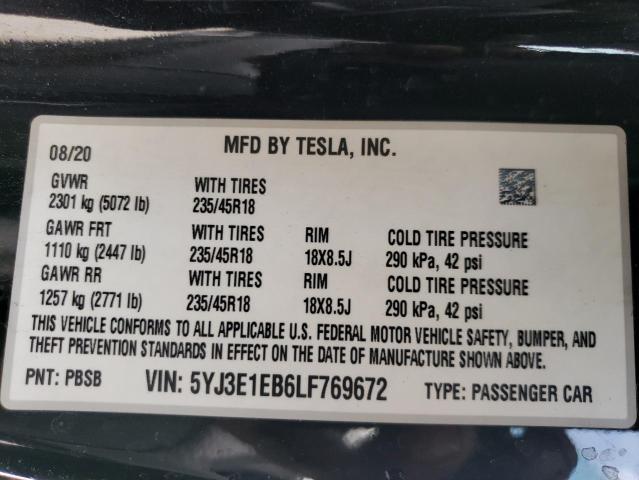 08/20 MFD BY TESLA, INC.
GVWR WITH TIRES
2301 kg (5072 lb) 235/45R18
GAWR FRT WITH TIRES RIM COLD TIRE PRESSURE
1110 kg (2447 lb) 235/45R18 18X8.5J 290 kPa, 42 psi
GAWR RR WITH TIRES RIM COLD TIRE PRESSURE
1257 kg (2771 lb) 235/45R18 18X8.5J 290 kPa, 42 psi
THIS VEHICLE CONFORMS TO ALL APPLICABLE U.S. FEDERAL MOTOR VEHICLE SAFETY, BUMPER, AND
THEFT PREVENTION STANDARDS IN EFFECT ON THE DATE OF MANUFACTURE SHOWN ABOVE.
PNT: PBSB VIN: 5YJ3E1EB6LF769672 TYPE: PASSENGER CAR